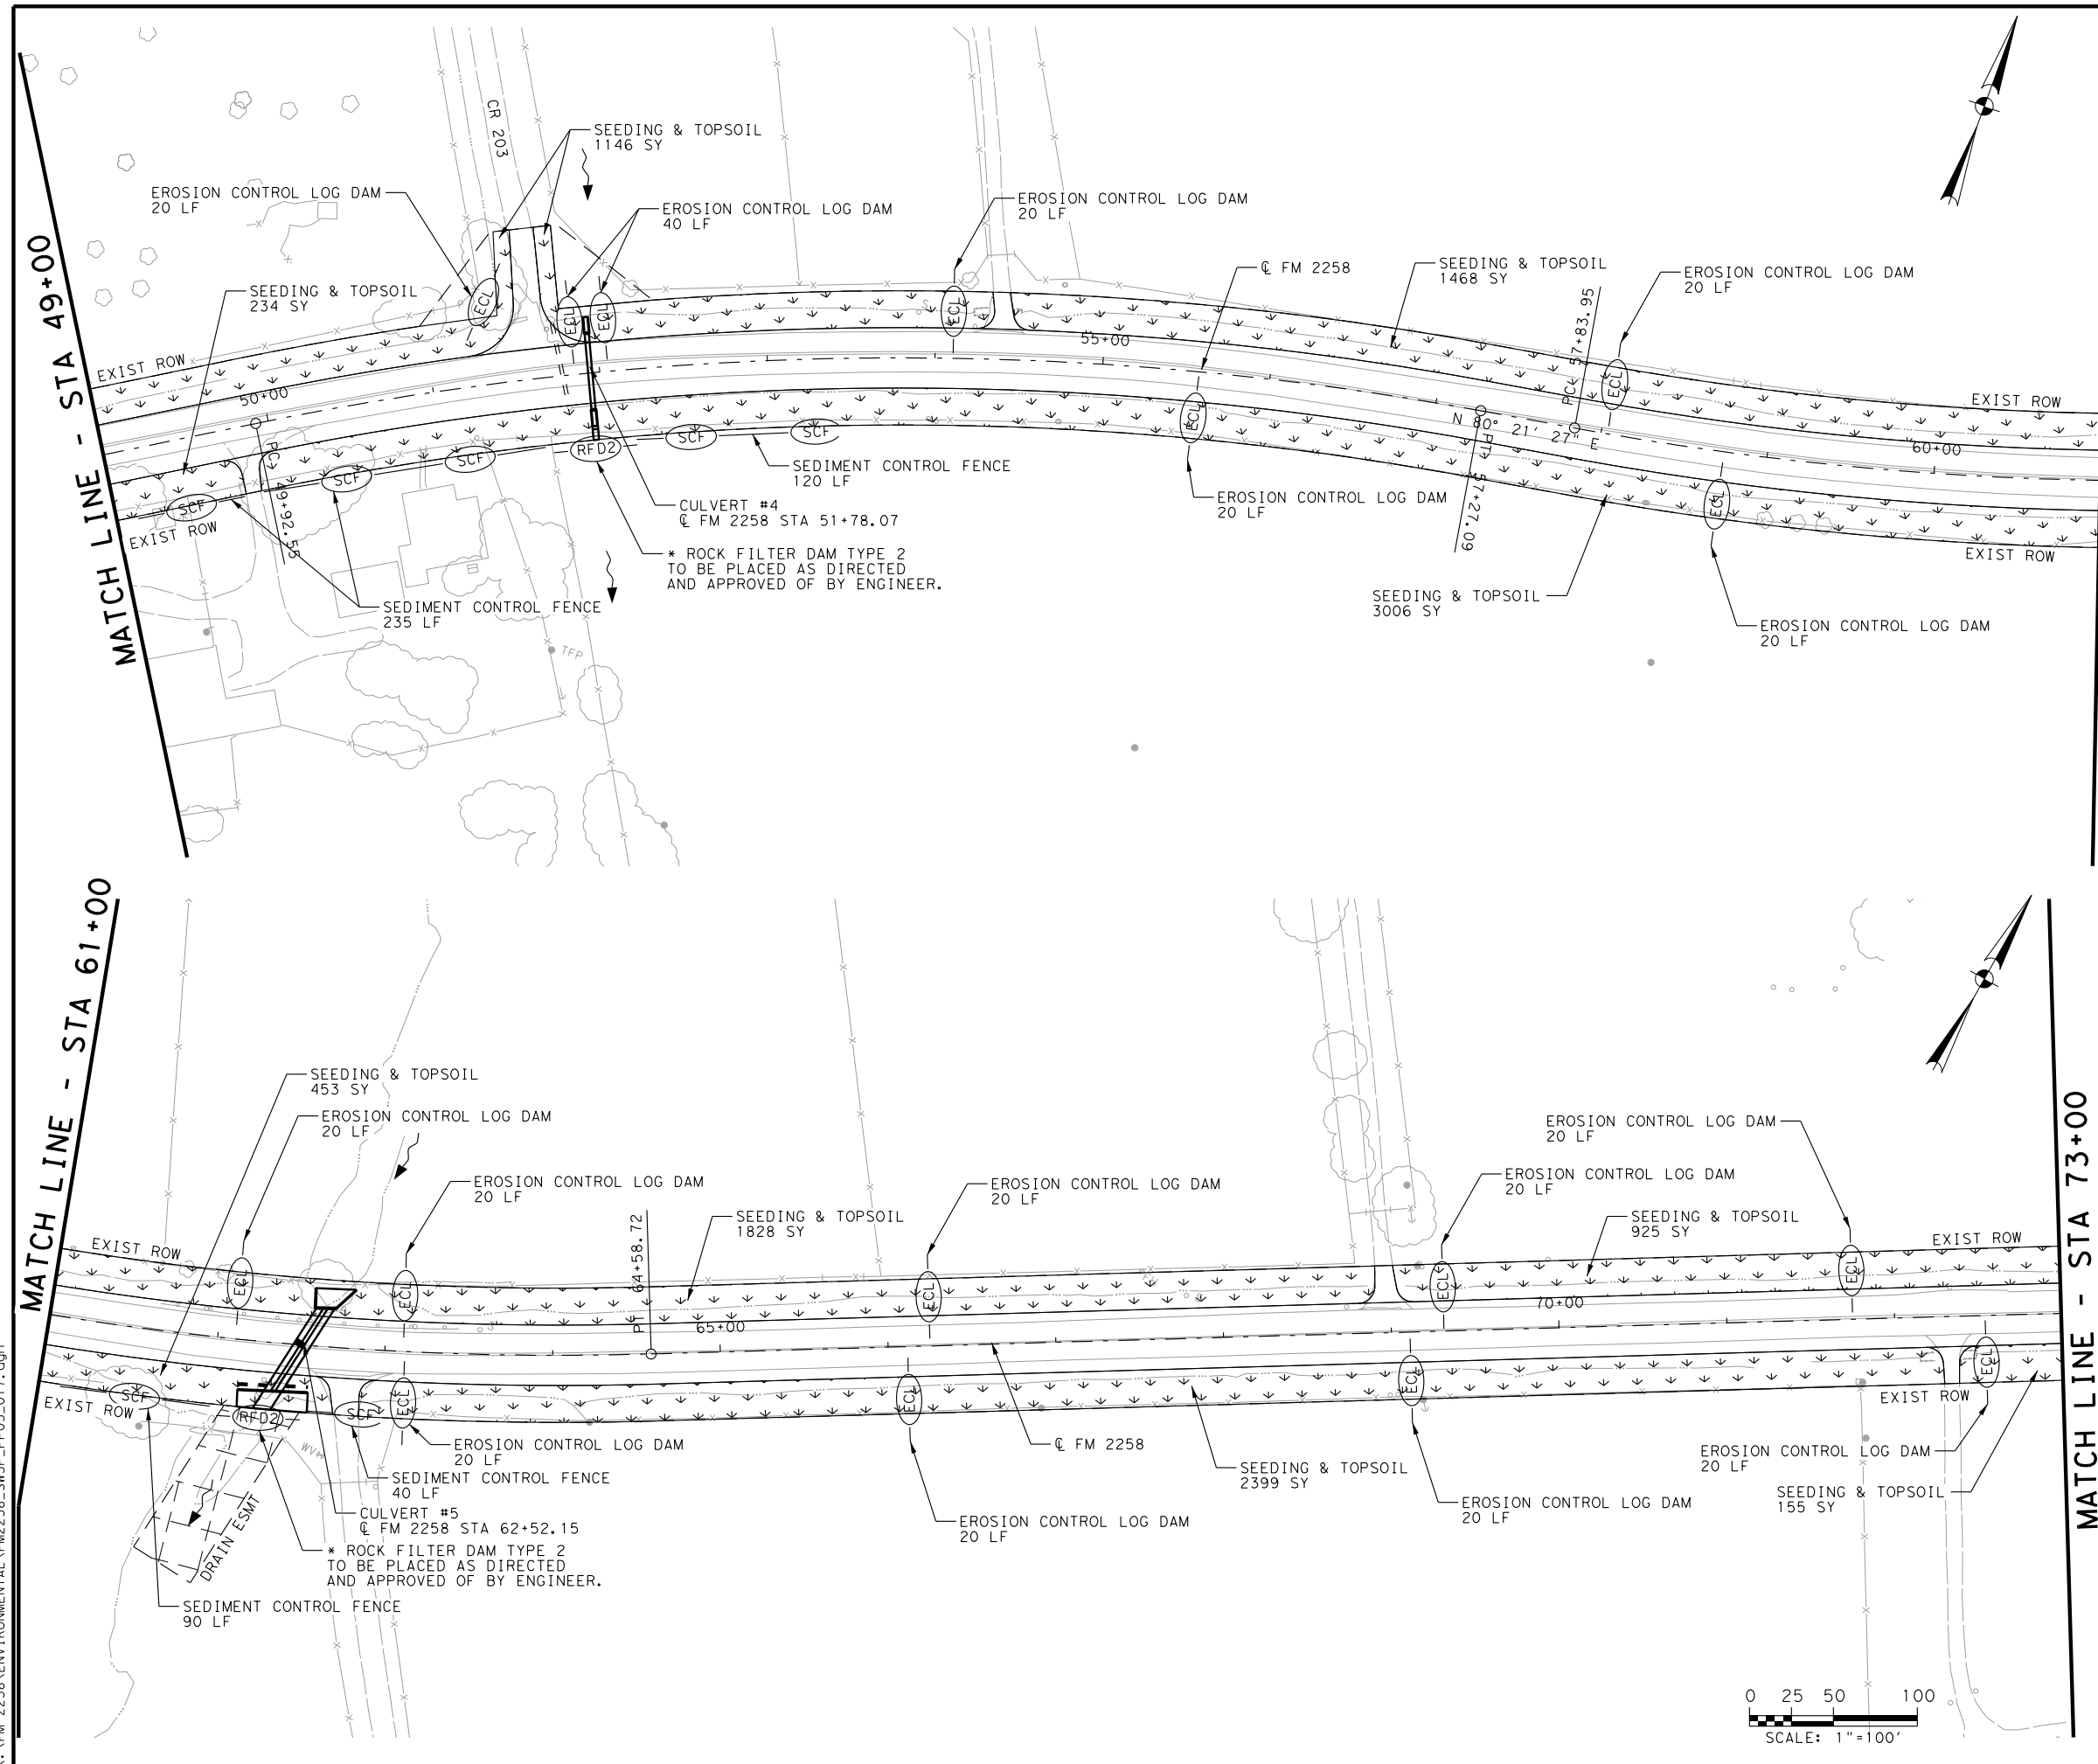 CR 203
SEEDING & TOPSOIL
1146 SY
EROSION CONTROL LOG DAM
20 LF
EROSION CONTROL LOG DAM
40 LF
EROSION CONTROL LOG DAM
20 LF
SEEDING & TOPSOIL
234 SY
℄ FM 2258
SEEDING & TOPSOIL
1468 SY
EROSION CONTROL LOG DAM
20 LF
MATCH LINE - STA 49+00
EXIST ROW
50+00
PC 49+92.55
ECL
ECL
ECL
ECL
55+00
ECL
PC 57+83.95
ECL
EXIST ROW
N 80° 21' 27" E
PT 57+27.09
60+00
ECL
EXIST ROW
SCF
SCF
SCF
RFD2
SCF
SCF
EXIST ROW
SEDIMENT CONTROL FENCE
120 LF
EROSION CONTROL LOG DAM
20 LF
CULVERT #4
℄ FM 2258 STA 51+78.07
* ROCK FILTER DAM TYPE 2
TO BE PLACED AS DIRECTED
AND APPROVED OF BY ENGINEER.
SEDIMENT CONTROL FENCE
235 LF
SEEDING & TOPSOIL
3006 SY
EROSION CONTROL LOG DAM
20 LF
TFP
MATCH LINE - STA 61+00
SEEDING & TOPSOIL
453 SY
EROSION CONTROL LOG DAM
20 LF
EROSION CONTROL LOG DAM
20 LF
EROSION CONTROL LOG DAM
20 LF
EROSION CONTROL LOG DAM
20 LF
EROSION CONTROL LOG DAM
20 LF
SEEDING & TOPSOIL
1828 SY
SEEDING & TOPSOIL
925 SY
EXIST ROW
PT 64+58.72
EXIST ROW
ECL
ECL
ECL
ECL
ECL
65+00
70+00
SCF
EXIST ROW
RFD2
SCF
ECL
ECL
ECL
ECL
EXIST ROW
MATCH LINE - STA 73+00
WV
EROSION CONTROL LOG DAM
20 LF
℄ FM 2258
SEDIMENT CONTROL FENCE
40 LF
SEEDING & TOPSOIL
2399 SY
EROSION CONTROL LOG DAM
20 LF
SEEDING & TOPSOIL
155 SY
CULVERT #5
℄ FM 2258 STA 62+52.15
EROSION CONTROL LOG DAM
20 LF
EROSION CONTROL LOG DAM
20 LF
DRAIN ESMT
* ROCK FILTER DAM TYPE 2
TO BE PLACED AS DIRECTED
AND APPROVED OF BY ENGINEER.
SEDIMENT CONTROL FENCE
90 LF
0 25 50 100
SCALE: 1"=100'